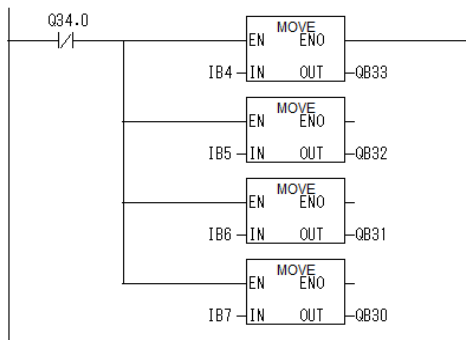 Q34.0
MOVE
EN ENO
IB4 IN OUT QB33
MOVE
EN ENO
IB5 IN OUT QB32
MOVE
EN ENO
IB6 IN OUT QB31
MOVE
EN ENO
IB7 IN OUT QB30